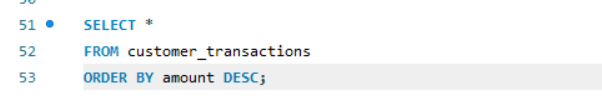 51 SELECT *
52 FROM customer_transactions
53 ORDER BY amount DESC;